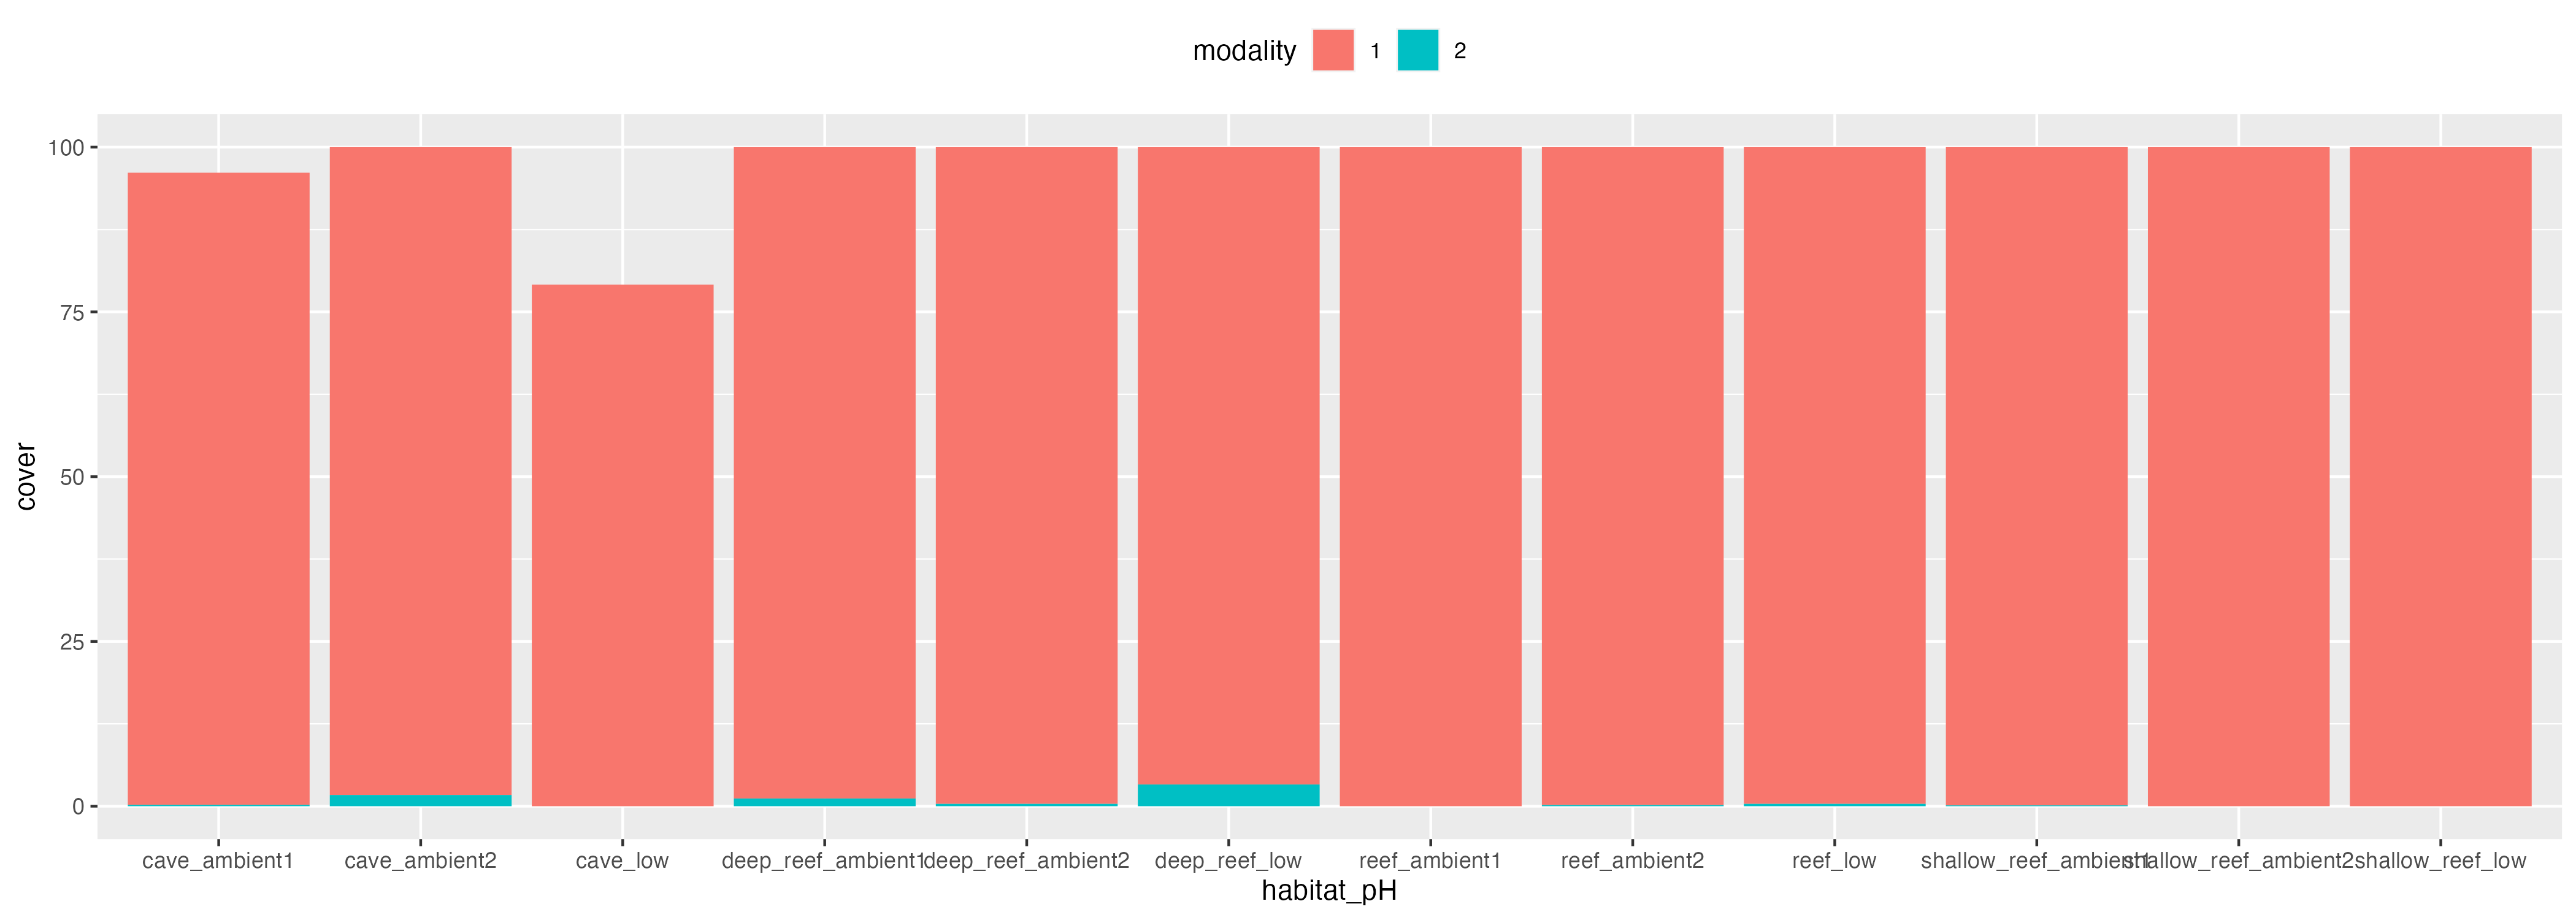 modality 1 2
100
75
50
25
0
cover
cave_ambient1 cave_ambient2 cave_low deep_reef_ambient1 deep_reef_ambient2 deep_reef_low reef_ambient1 reef_ambient2 reef_low shallow_reef_ambient1 shallow_reef_ambient2 shallow_reef_low
habitat_pH